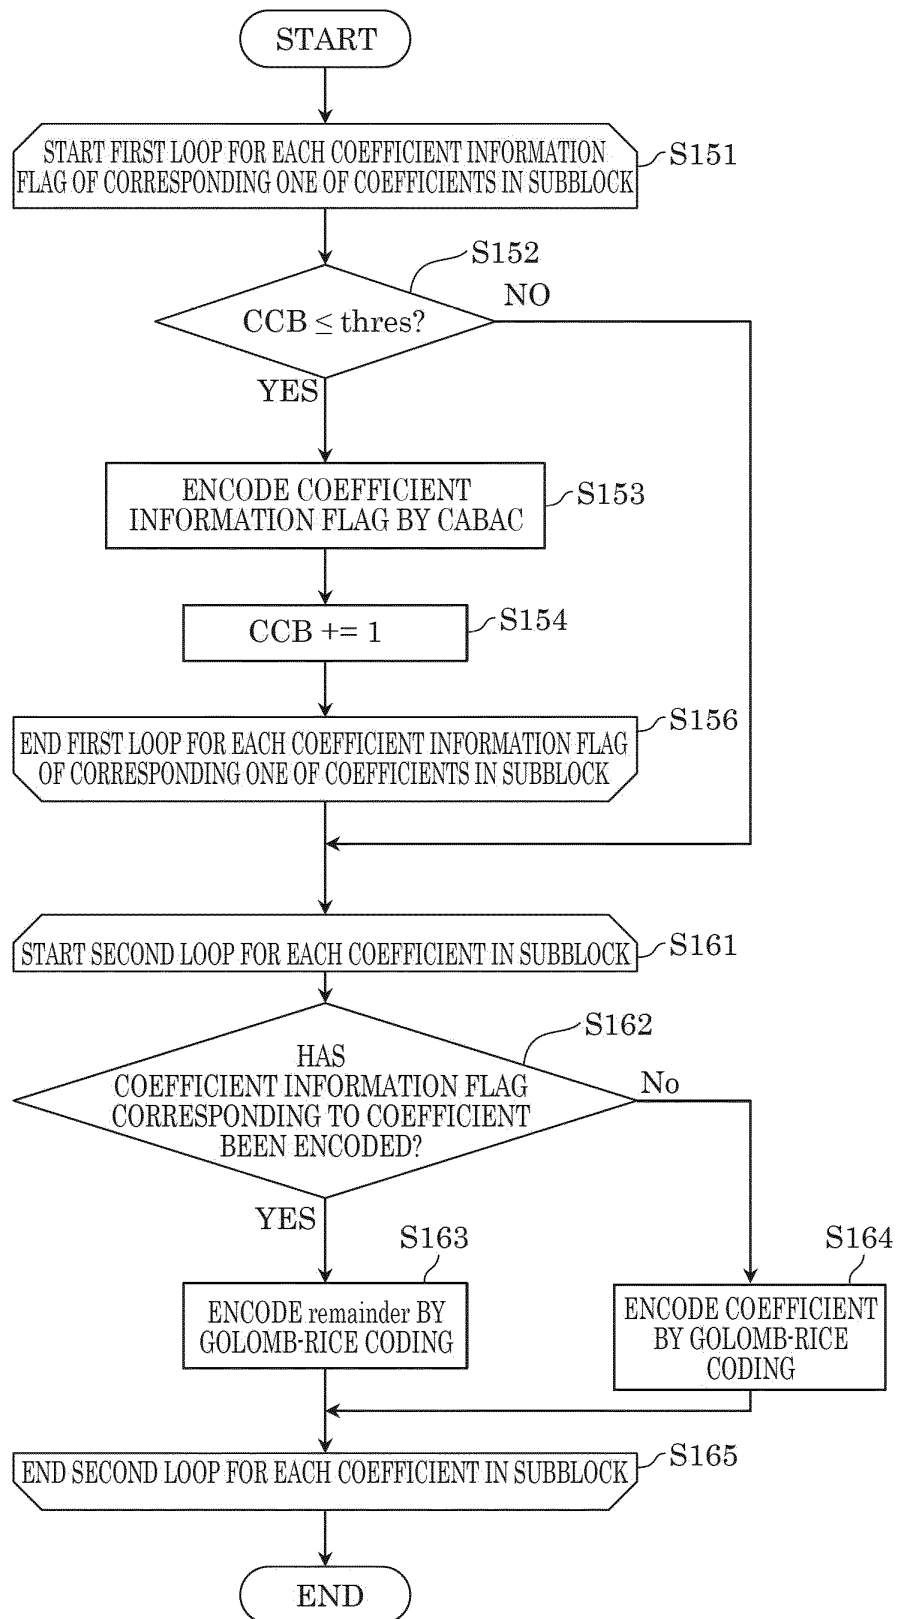 START
START FIRST LOOP FOR EACH COEFFICIENT INFORMATION
FLAG OF CORRESPONDING ONE OF COEFFICIENTS IN SUBBLOCK
S151
S152
CCB ≤ thres?
NO
YES
ENCODE COEFFICIENT
INFORMATION FLAG BY CABAC
S153
CCB += 1
S154
S156
END FIRST LOOP FOR EACH COEFFICIENT INFORMATION FLAG
OF CORRESPONDING ONE OF COEFFICIENTS IN SUBBLOCK
START SECOND LOOP FOR EACH COEFFICIENT IN SUBBLOCK
S161
S162
HAS
COEFFICIENT INFORMATION FLAG
CORRESPONDING TO COEFFICIENT
BEEN ENCODED?
No
YES
S163
S164
ENCODE remainder BY
GOLOMB-RICE CODING
ENCODE COEFFICIENT
BY GOLOMB-RICE
CODING
END SECOND LOOP FOR EACH COEFFICIENT IN SUBBLOCK
S165
END